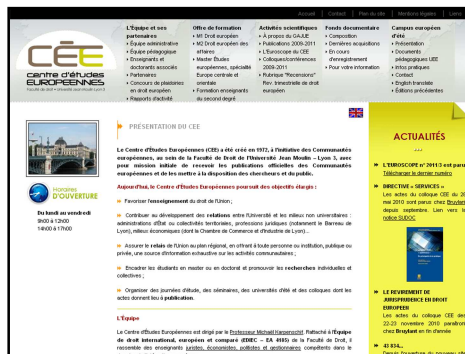 Accueil | Contact | Plan du site | Mentions légales | Liens
CÉE
centre d'études
EUROPEENNES
Faculté de droit • Université Jean Moulin Lyon 3
L'Équipe et ses
partenaires
Équipe administrative
Équipe pédagogique
Enseignants et
doctorants associés
Partenaires
Concours de plaidoiries
en droit européen
Rapports d'activité
Offre de formation
M1 Droit européen
M2 Droit européen des
affaires
Master Études
européennes, spécialité
Europe centrale et
orientale
Formation enseignants
du second degré
Activités scientifiques
À propos du GAJUE
Publications 2009-2011
L'Euroscope du CEE
Colloques/conférences
2009-2011
Rubrique "Recensions"
Rev. trimestrielle de droit
européen
Fonds documentaire
Composition
Dernières acquisitions
En cours
d'enregistrement
Pour votre information
Campus européen
d'été
Présentation
Documents
pédagogiques UEE
Infos pratiques
Contact
English translate
Éditions précédentes
Horaires
D'OUVERTURE
Du lundi au vendredi
9h00 à 12h00
14h00 à 17h00
PRÉSENTATION DU CEE
Le Centre d'Études Européennes (CEE) a été créé en 1972, à l'initiative des Communautés
européennes, au sein de la Faculté de Droit de l'Université Jean Moulin – Lyon 3, avec
pour mission initiale de recevoir les publications officielles des Communautés
européennes et de les mettre à la disposition des chercheurs et du public.
Aujourd'hui, le Centre d'Études Européennes poursuit des objectifs élargis :
Favoriser l'enseignement du droit de l'Union ;
Contribuer au développement des relations entre l'Université et les milieux non universitaires :
administrations d'État ou collectivités territoriales, professions juridiques (notamment le Barreau de
Lyon), milieux économiques (dont la Chambre de Commerce et d'Industrie de Lyon)...
Assurer le relais de l'Union au plan régional, en offrant à toute personne ou institution, publique ou
privée, une source d'information exhaustive sur les activités communautaires ;
Encadrer les étudiants en master ou en doctorat et promouvoir les recherches individuelles et
collectives ;
Organiser des journées d'étude, des séminaires, des universités d'été et des colloques dont les
actes donnent lieu à publication.
L'Équipe
Le Centre d'Études Européennes est dirigé par le Professeur Michaël Karpenschif. Rattaché à l'Équipe
de droit international, européen et comparé (EDIEC – EA 4185) de la Faculté de Droit, il
rassemble des enseignants juristes, économistes, politistes et gestionnaires compétents dans le
ACTUALITÉS
L'EUROSCOPE n° 2011/3 est paru
Télécharger le dernier numéro
DIRECTIVE « SERVICES »
Les actes du colloque CEE du 20
mai 2010 sont parus chez Bruylant
depuis septembre. Lien vers la
notice SUDOC
LE REVIREMENT DE
JURISPRUDENCE EN DROIT
EUROPEEN
Les actes du colloque CEE des
22-23 novembre 2010 paraîtront
chez Bruylant en fin d'année
43 834...